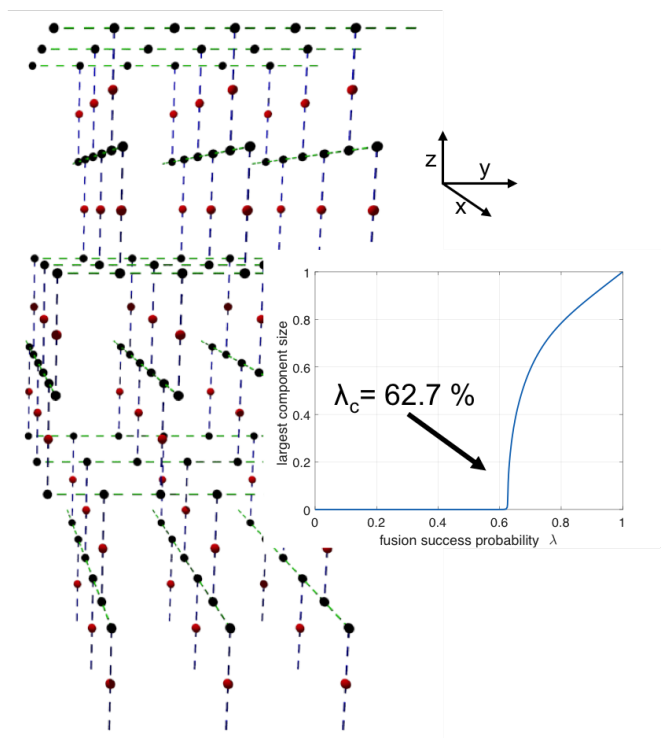 z
y
x
largest component size
1
0.8
0.6
0.4
0.2
0
λc= 62.7 %
0 0.2 0.4 0.6 0.8 1
fusion success probability λ